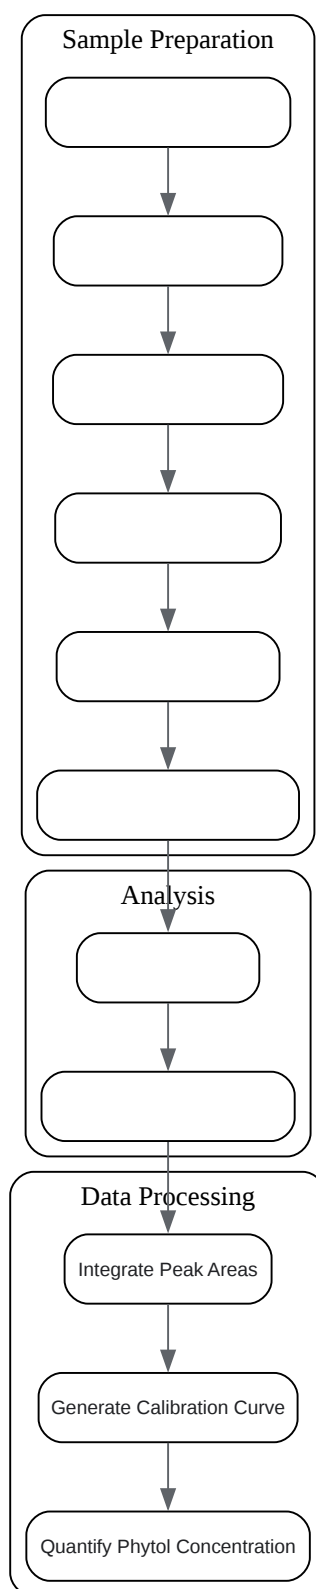 Sample Preparation
Analysis
Data Processing
Integrate Peak Areas
Generate Calibration Curve
Quantify Phytol Concentration